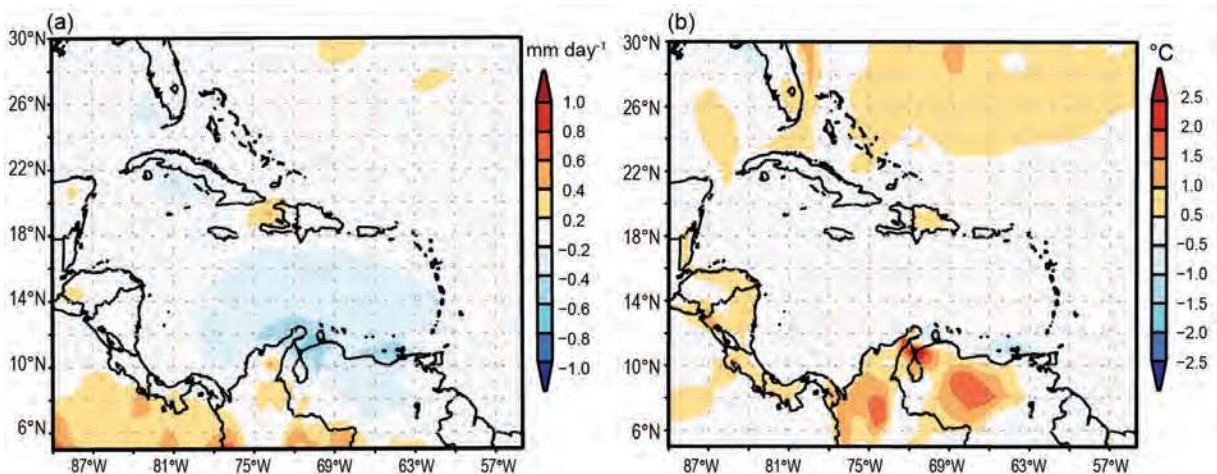 (a)
(b)
mm day⁻¹
°C
30°N
26°N
22°N
18°N
14°N
10°N
6°N
87°W 81°W 75°W 69°W 63°W 57°W
1.0
0.8
0.6
0.4
0.2
−0.2
−0.4
−0.6
−0.8
−1.0
30°N
26°N
22°N
18°N
14°N
10°N
6°N
87°W 81°W 75°W 69°W 63°W 57°W
2.5
2.0
1.5
1.0
0.5
−0.5
−1.0
−1.5
−2.0
−2.5